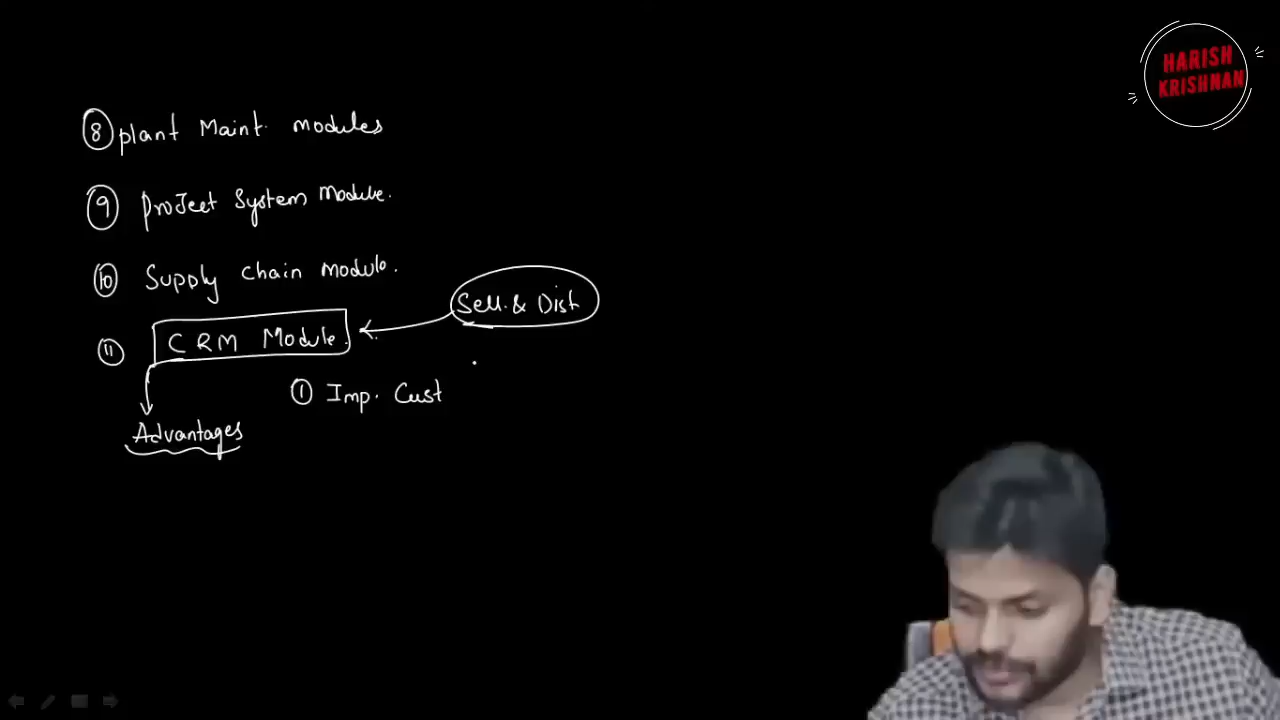 HARISH
KRISHNAN
8 plant Maint. modules
9 ProJect System Module.
10 Supply Chain Module.
Sell. & Dist
11 CRM Module.
1 Imp. Cust
Advantages